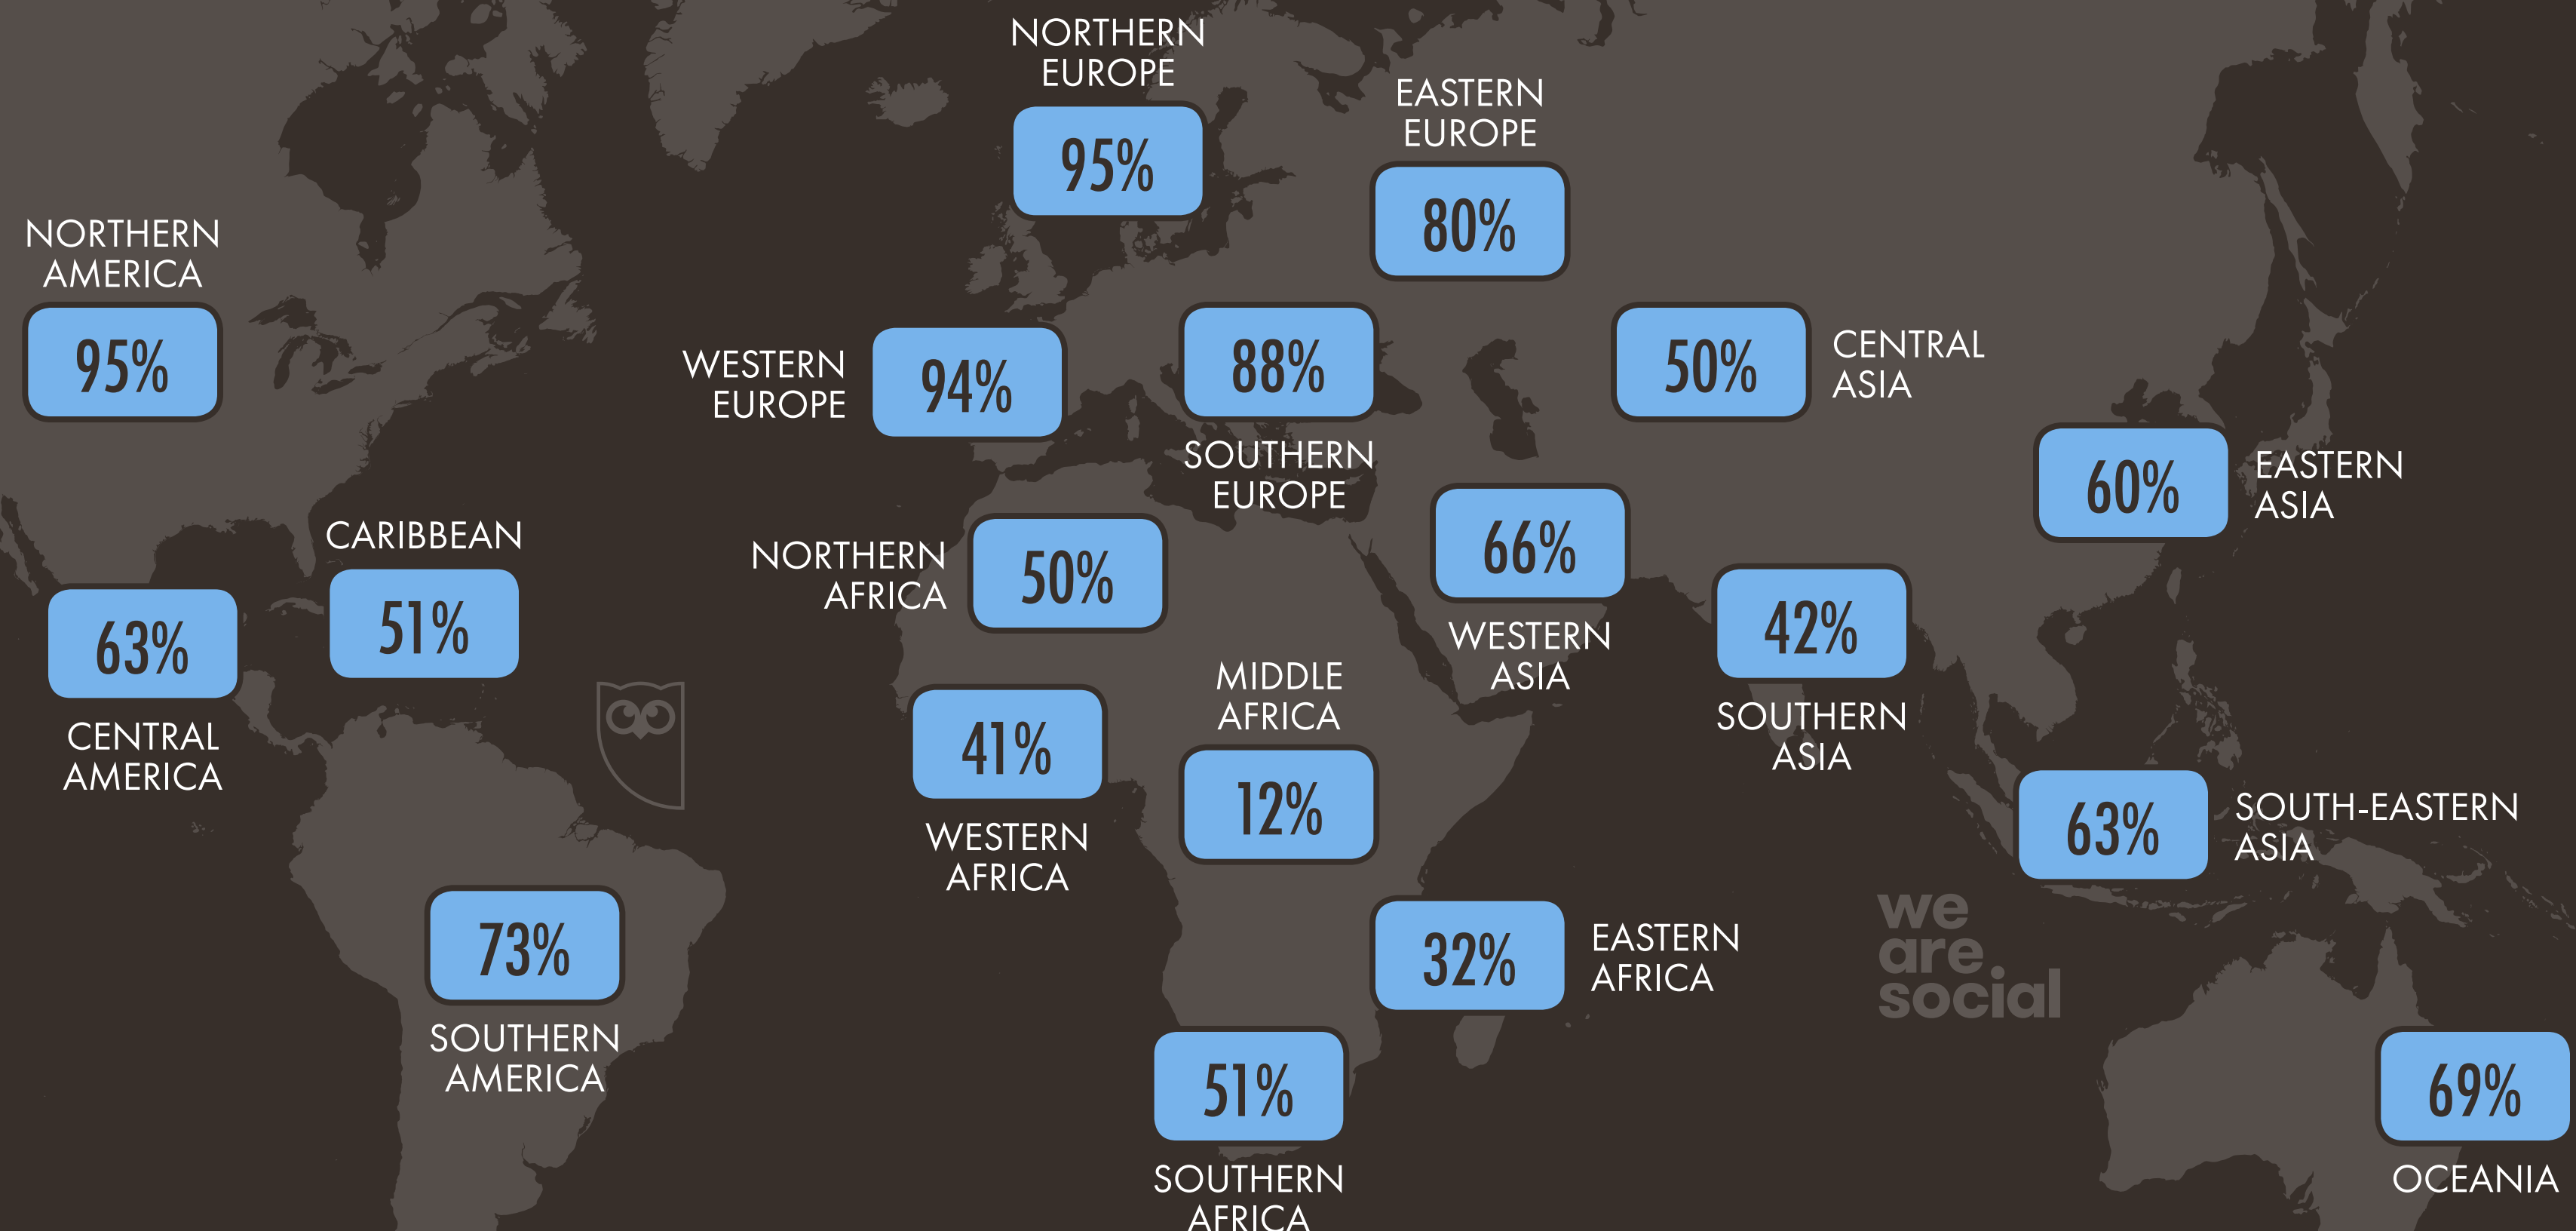 NORTHERN
EUROPE
95%
EASTERN
EUROPE
80%
NORTHERN
AMERICA
95%
WESTERN
EUROPE
94%
88%
SOUTHERN
EUROPE
50%
CENTRAL
ASIA
60%
EASTERN
ASIA
CARIBBEAN
51%
NORTHERN
AFRICA
50%
66%
WESTERN
ASIA
42%
SOUTHERN
ASIA
63%
CENTRAL
AMERICA
41%
WESTERN
AFRICA
MIDDLE
AFRICA
12%
63%
SOUTH-EASTERN
ASIA
73%
SOUTHERN
AMERICA
32%
EASTERN
AFRICA
we
are
social
51%
SOUTHERN
AFRICA
69%
OCEANIA